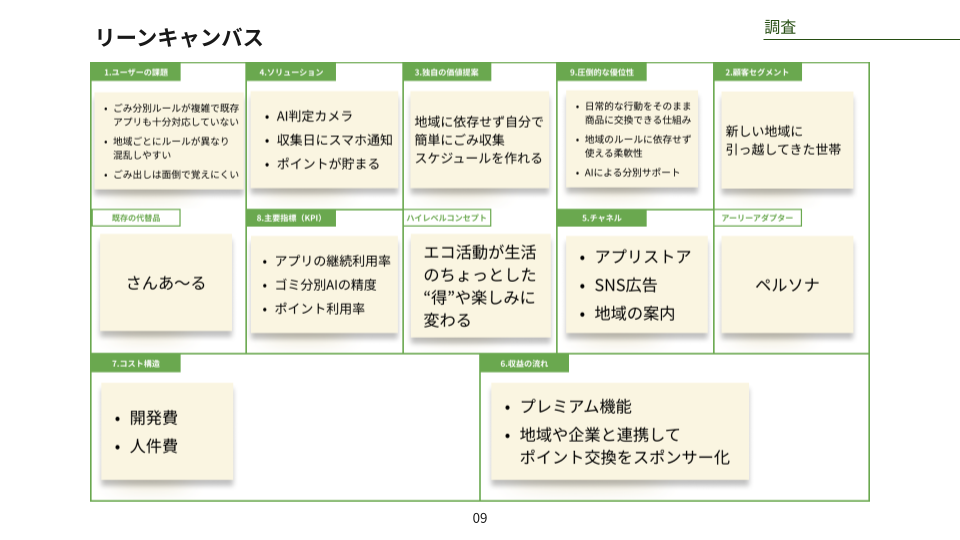 リーンキャンバス
調査
1.ユーザーの課題
• ごみ分別ルールが複雑で既存
アプリも十分対応していない
• 地域ごとにルールが異なり
混乱しやすい
• ごみ出しは面倒で覚えにくい
4.ソリューション
• AI判定カメラ
• 収集日にスマホ通知
• ポイントが貯まる
3.独自の価値提案
地域に依存せず自分で
簡単にごみ収集
スケジュールを作れる
9.圧倒的な優位性
• 日常的な行動をそのまま
商品に交換できる仕組み
• 地域のルールに依存せず
使える柔軟性
• AIによる分別サポート
2.顧客セグメント
新しい地域に
引っ越してきた世帯
既存の代替品
さんあ〜る
8.主要指標（KPI）
• アプリの継続利用率
• ゴミ分別AIの精度
• ポイント利用率
ハイレベルコンセプト
エコ活動が生活
のちょっとした
“得”や楽しみに
変わる
5.チャネル
• アプリストア
• SNS広告
• 地域の案内
アーリーアダプター
ペルソナ
7.コスト構造
• 開発費
• 人件費
6.収益の流れ
• プレミアム機能
• 地域や企業と連携して
ポイント交換をスポンサー化
09